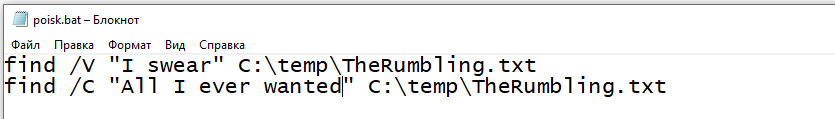 poisk.bat – Блокнот
Файл Правка Формат Вид Справка
find /V "I swear" C:\temp\TheRumbling.txt
find /C "All I ever wanted" C:\temp\TheRumbling.txt